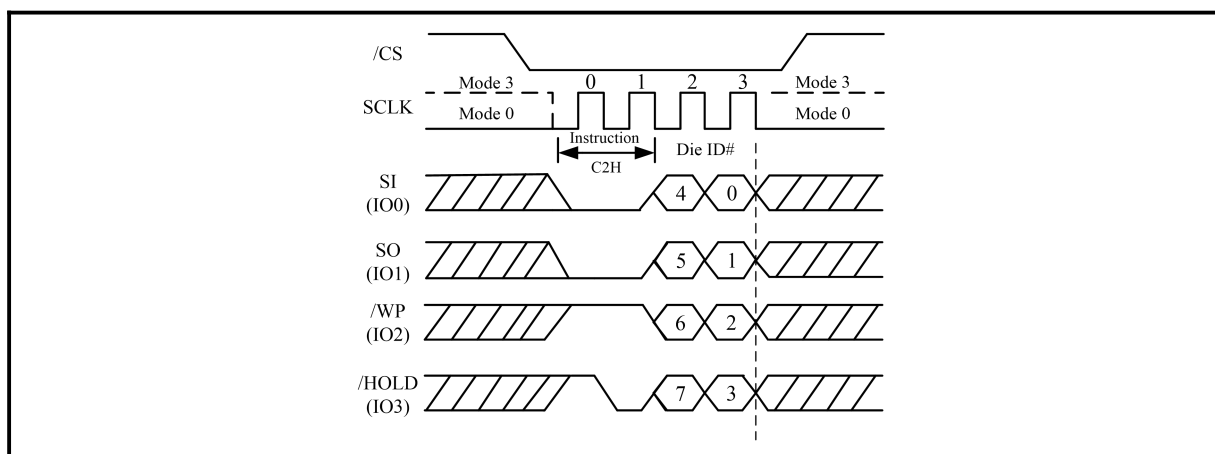 /CS
Mode 3
0
1
2
3
Mode 3
SCLK
Mode 0
Mode 0
Instruction
Die ID#
C2H
SI
(IO0)
4
0
SO
(IO1)
5
1
/WP
(IO2)
6
2
/HOLD
(IO3)
7
3